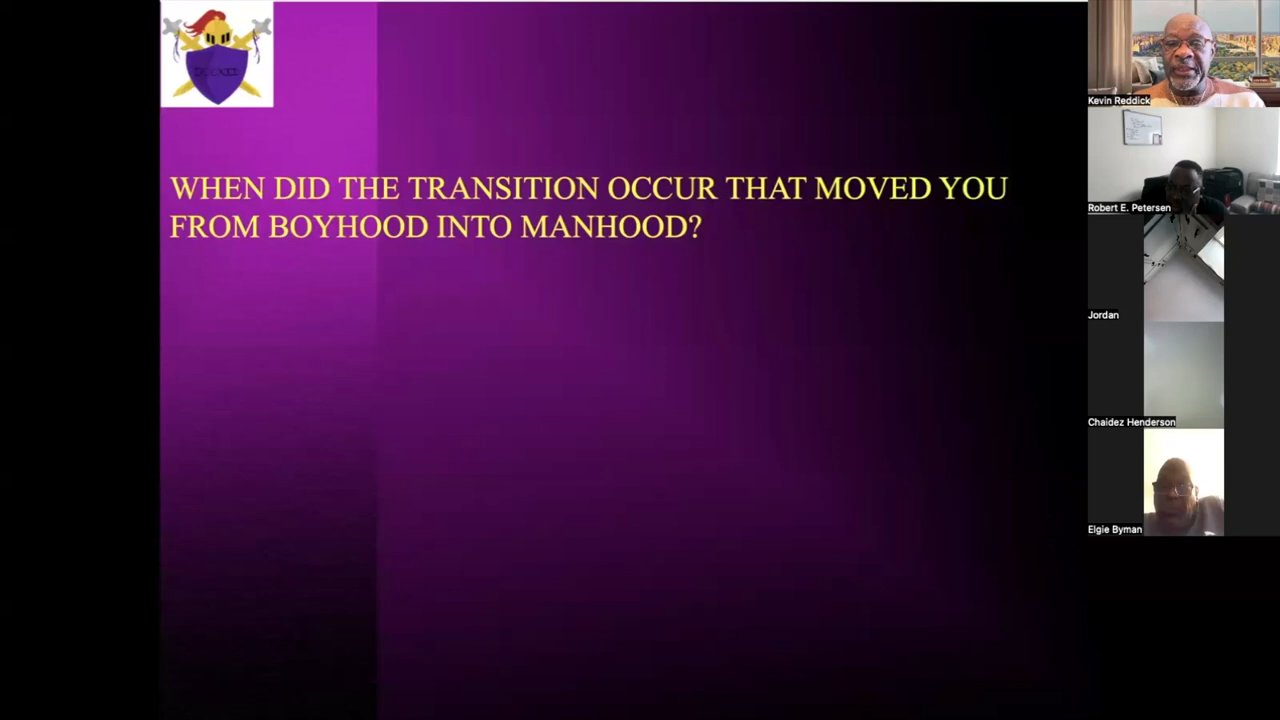 WHEN DID THE TRANSITION OCCUR THAT MOVED YOU
FROM BOYHOOD INTO MANHOOD?
Kevin Reddick
Robert E. Petersen
Jordan
Chaidez Henderson
Elgie Byman